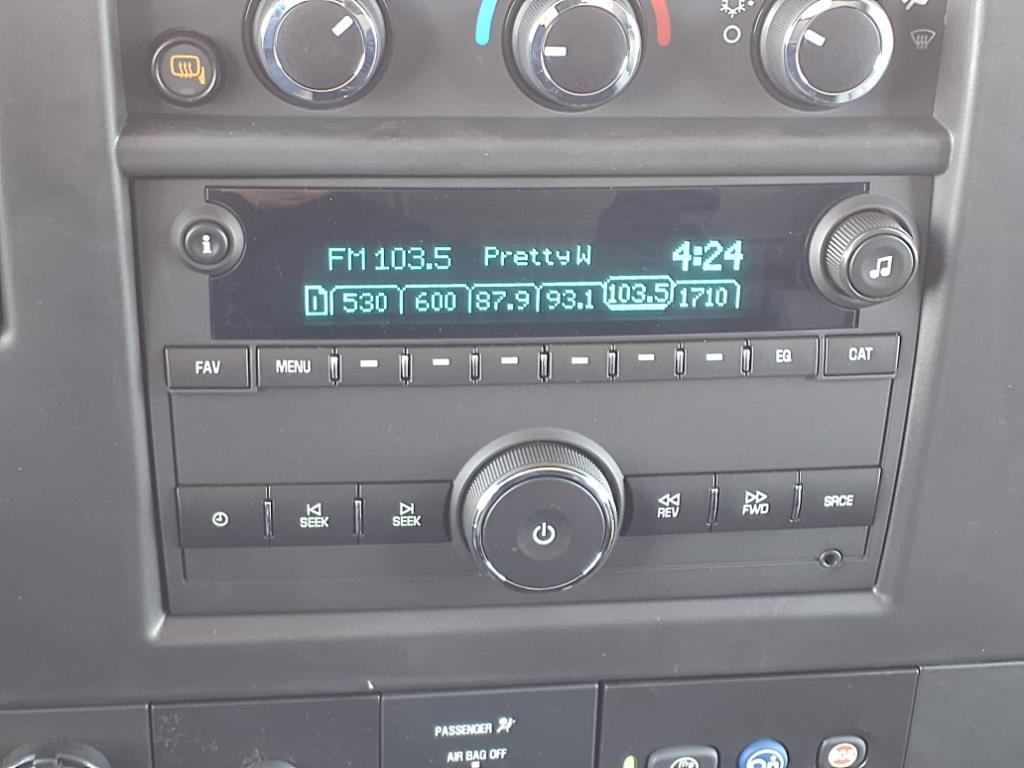 i
FM 103.5 Pretty W 4:24
1 530 600 87.9 93.1 103.5 1710
FAV MENU EQ CAT
SEEK SEEK REV FWD SRCE
PASSENGER
AIR BAG OFF